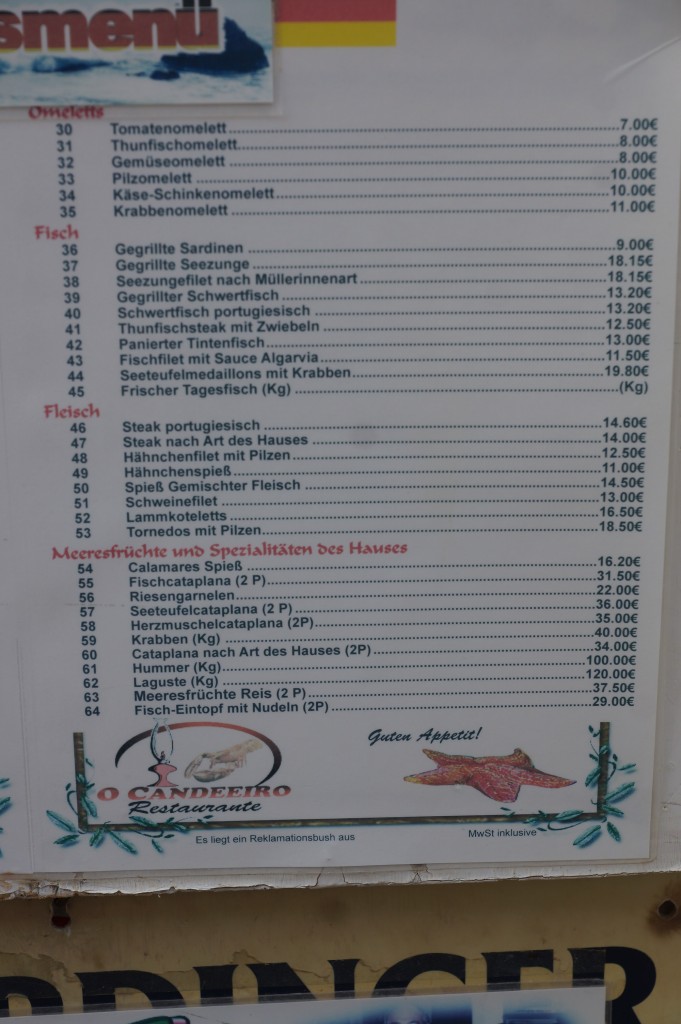 smenü
Omeletts
30 Tomatenomelett 7.00€
31 Thunfischomelett 8.00€
32 Gemüseomelett 8.00€
33 Pilzomelett 10.00€
34 Käse-Schinkenomelett 10.00€
35 Krabbenomelett 11.00€
Fisch
36 Gegrillte Sardinen 9.00€
37 Gegrillte Seezunge 18.15€
38 Seezungefilet nach Müllerinnenart 18.15€
39 Gegrillter Schwertfisch 13.20€
40 Schwertfisch portugiesisch 13.20€
41 Thunfischsteak mit Zwiebeln 12.50€
42 Panierter Tintenfisch 13.00€
43 Fischfilet mit Sauce Algarvia 11.50€
44 Seeteufelmedaillons mit Krabben 19.80€
45 Frischer Tagesfisch (Kg) (Kg)
Fleisch
46 Steak portugiesisch 14.60€
47 Steak nach Art des Hauses 14.00€
48 Hähnchenfilet mit Pilzen 12.50€
49 Hähnchenspieß 11.00€
50 Spieß Gemischter Fleisch 14.50€
51 Schweinefilet 13.00€
52 Lammkoteletts 16.50€
53 Tornedos mit Pilzen 18.50€
Meeresfrüchte und Spezialitäten des Hauses
54 Calamares Spieß 16.20€
55 Fischcataplana (2 P) 31.50€
56 Riesengarnelen 22.00€
57 Seeteufelcataplana (2 P) 36.00€
58 Herzmuschelcataplana (2P) 35.00€
59 Krabben (Kg) 40.00€
60 Cataplana nach Art des Hauses (2P) 34.00€
61 Hummer (Kg) 100.00€
62 Laguste (Kg) 120.00€
63 Meeresfrüchte Reis (2 P) 37.50€
64 Fisch-Eintopf mit Nudeln (2P) 29.00€
Guten Appetit!
O CANDEEIRO
Restaurante
Es liegt ein Reklamationsbush aus
MwSt inklusive
RDINGER